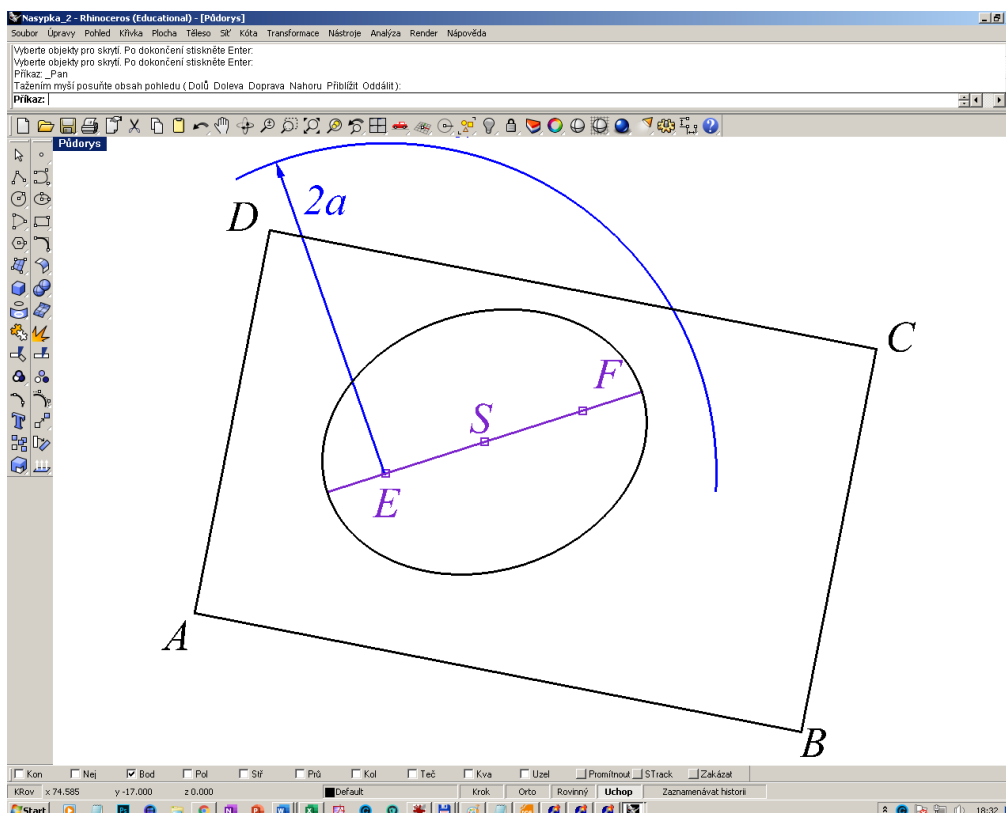 Nasypka_2 - Rhinoceros (Educational) - [Půdorys]
Soubor Úpravy Pohled Křivka Plocha Těleso Síť Kóta Transformace Nástroje Analýza Render Nápověda
Vyberte objekty pro skrytí. Po dokončení stiskněte Enter:
Vyberte objekty pro skrytí. Po dokončení stiskněte Enter:
Příkaz: _Pan
Tažením myší posuňte obsah pohledu ( Dolů Doleva Doprava Nahoru Přiblížit Oddálit ):
Příkaz:
Půdorys
2a
D
C
F
S
E
A
B
Kon Nej Bod Pol Stř Prů Kol Teč Kva Uzel Promítnout STrack Zakázat
KRov x 74.585 y -17.000 z 0.000 Default Krok Orto Rovinný Uchop Zaznamenávat historii
Start 18:32